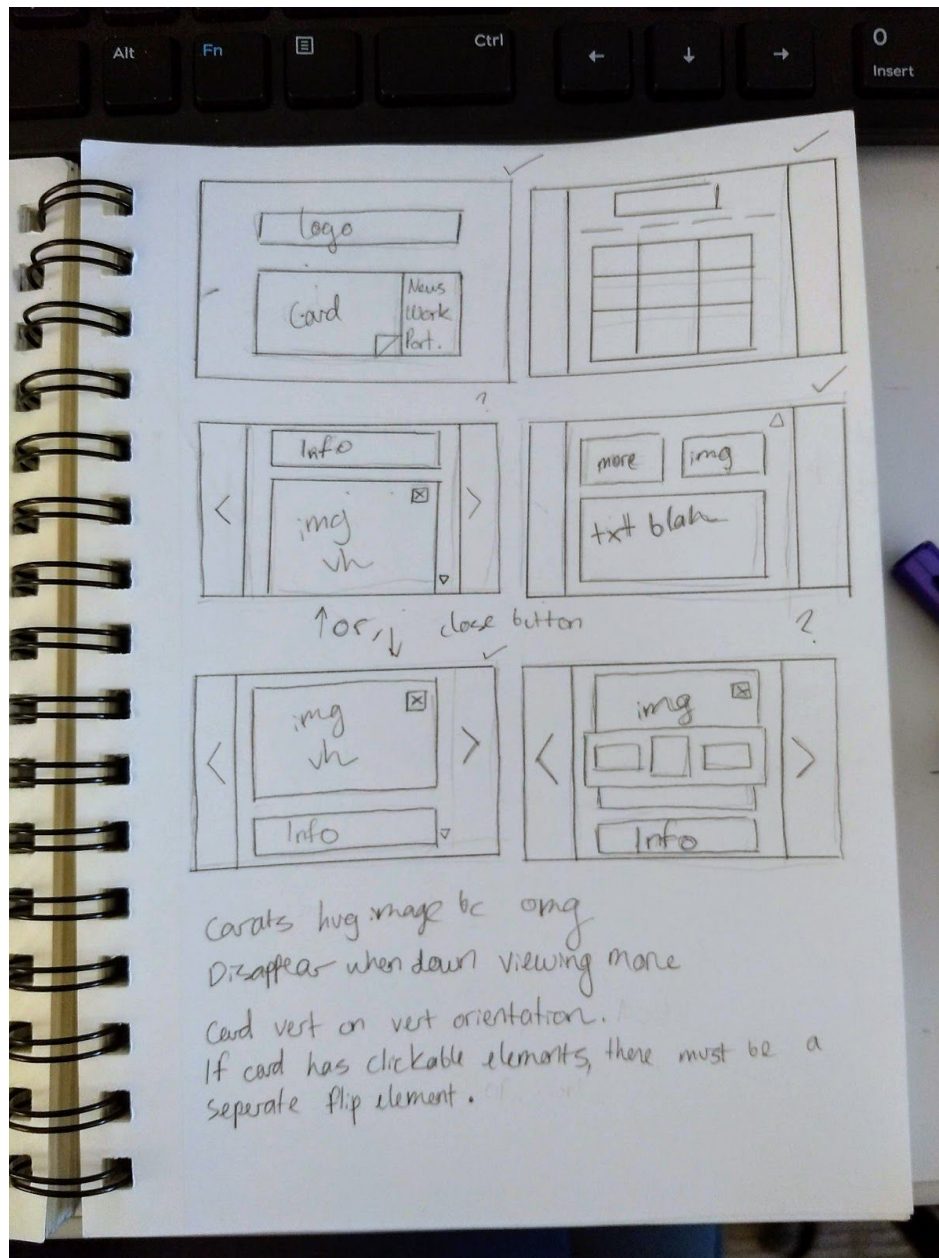 Alt
Fn
Ctrl
←
↓
→
0
Insert
✓
✓
logo
Card
News
Work
Port.
?
✓
Info
<
img
vh
>
more
img
txt blah
↑ or, ↓ close button
?
✓
<
img
vh
>
Info
<
img
>
Info
Carats hug image bc omg
Disappear when down viewing more
Card vert on vert orientation.
If card has clickable elements, there must be a
seperate flip element.